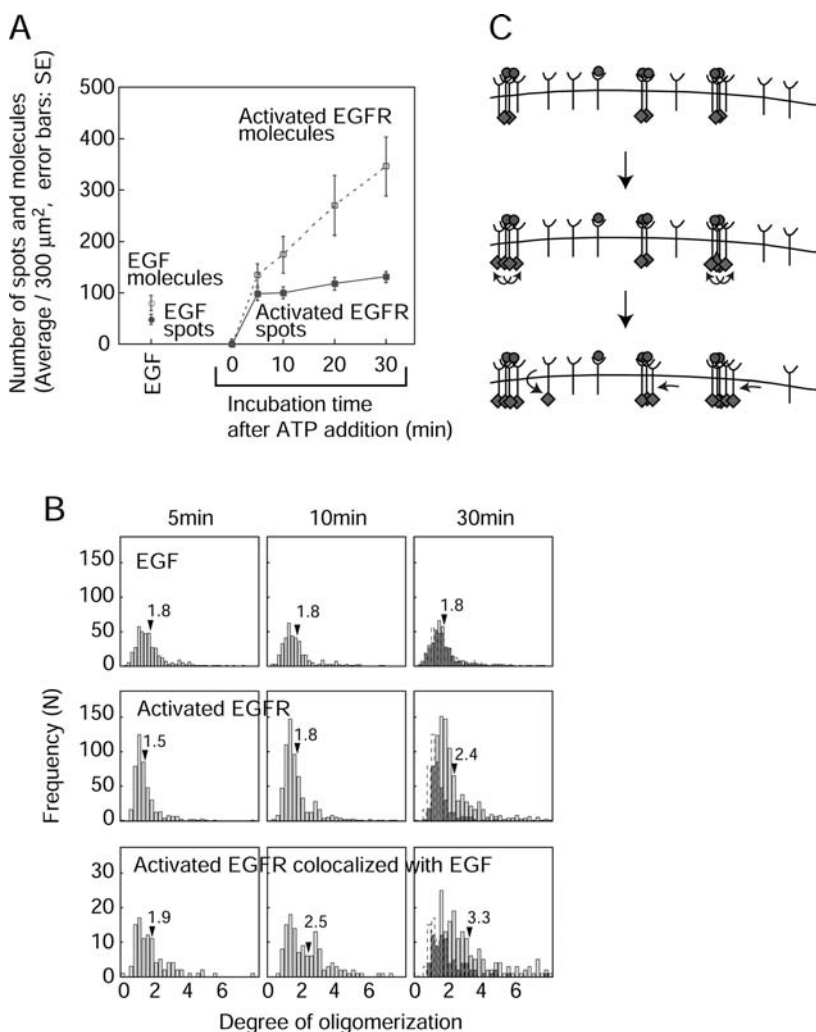 A
Number of spots and molecules
(Average / 300 μm², error bars: SE)
500
400
300
200
100
0
Activated EGFR
molecules
EGF
molecules
EGF
spots
Activated EGFR
spots
EGF
0 10 20 30
Incubation time
after ATP addition (min)
C
B
5min 10min 30min
Frequency (N)
150
100
50
0
EGF
1.8
1.8
1.8
150
100
50
0
Activated EGFR
1.5
1.8
2.4
30
20
10
0
Activated EGFR colocalized with EGF
1.9
2.5
3.3
0 2 4 6 0 2 4 6 0 2 4 6
Degree of oligomerization